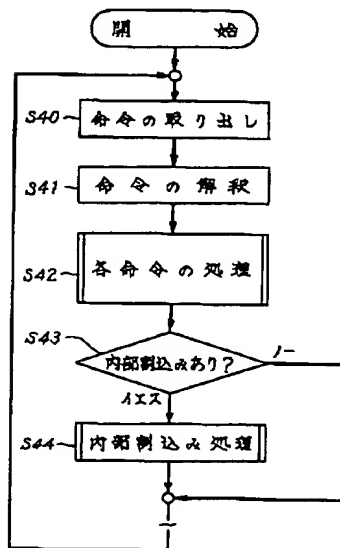 開始
S40
命令の取り出し
S41
命令の解釈
S42
各命令の処理
S43
内部割込みあり?
ノー
イエス
S44
内部割込み処理